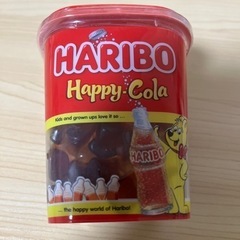 HARIBO
Happy-Cola
Kids and grown ups love it so ...
HARIBO
... the happy world of Haribo!